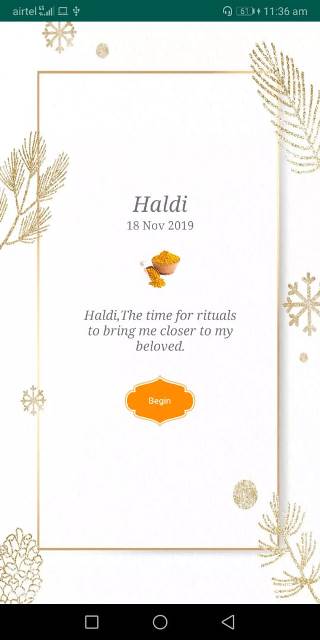 airtel
61
11:36 am
Haldi
18 Nov 2019
Haldi,The time for rituals
to bring me closer to my
beloved.
Begin